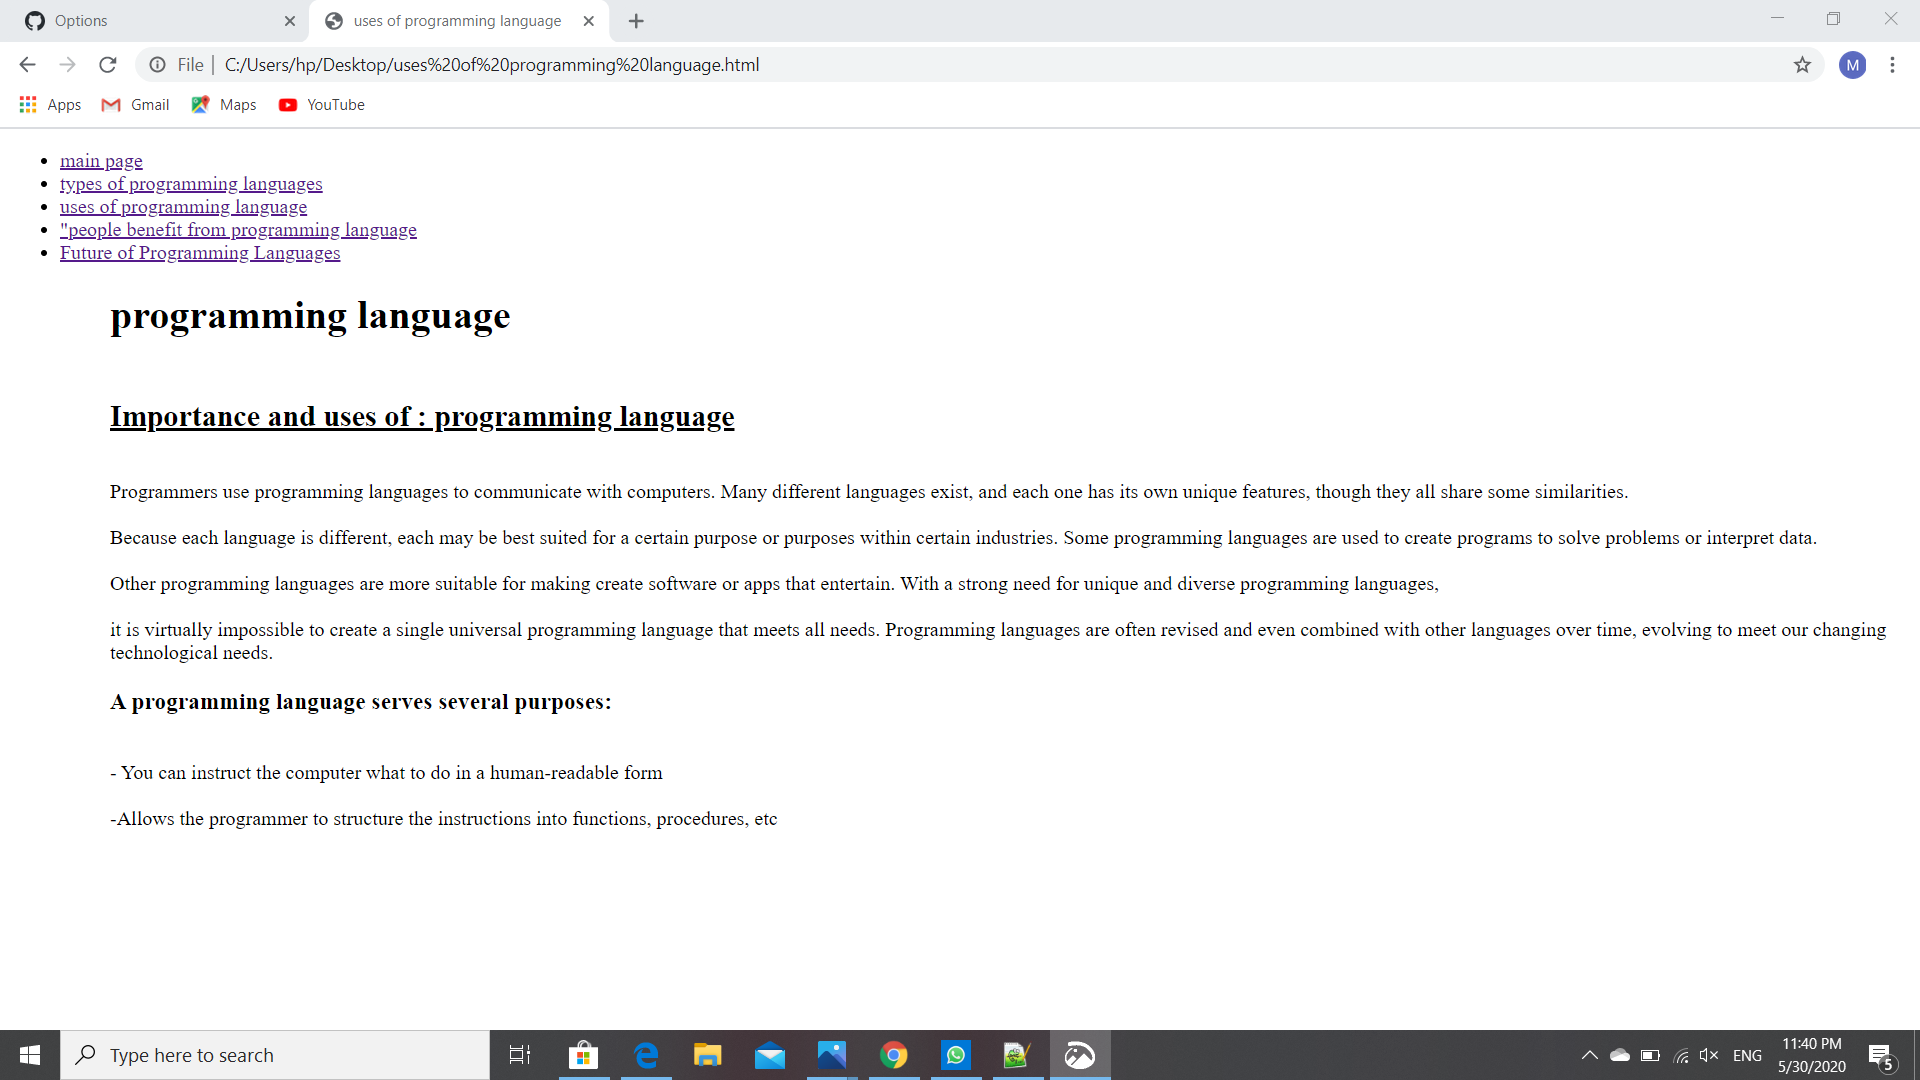 Options
uses of programming language
File | C:/Users/hp/Desktop/uses%20of%20programming%20language.html
M
Apps Gmail Maps YouTube
main page
types of programming languages
uses of programming language
"people benefit from programming language
Future of Programming Languages
programming language
Importance and uses of : programming language
Programmers use programming languages to communicate with computers. Many different languages exist, and each one has its own unique features, though they all share some similarities.
Because each language is different, each may be best suited for a certain purpose or purposes within certain industries. Some programming languages are used to create programs to solve problems or interpret data.
Other programming languages are more suitable for making create software or apps that entertain. With a strong need for unique and diverse programming languages,
it is virtually impossible to create a single universal programming language that meets all needs. Programming languages are often revised and even combined with other languages over time, evolving to meet our changing
technological needs.
A programming language serves several purposes:
- You can instruct the computer what to do in a human-readable form
-Allows the programmer to structure the instructions into functions, procedures, etc
Type here to search
ENG
11:40 PM
5/30/2020
5